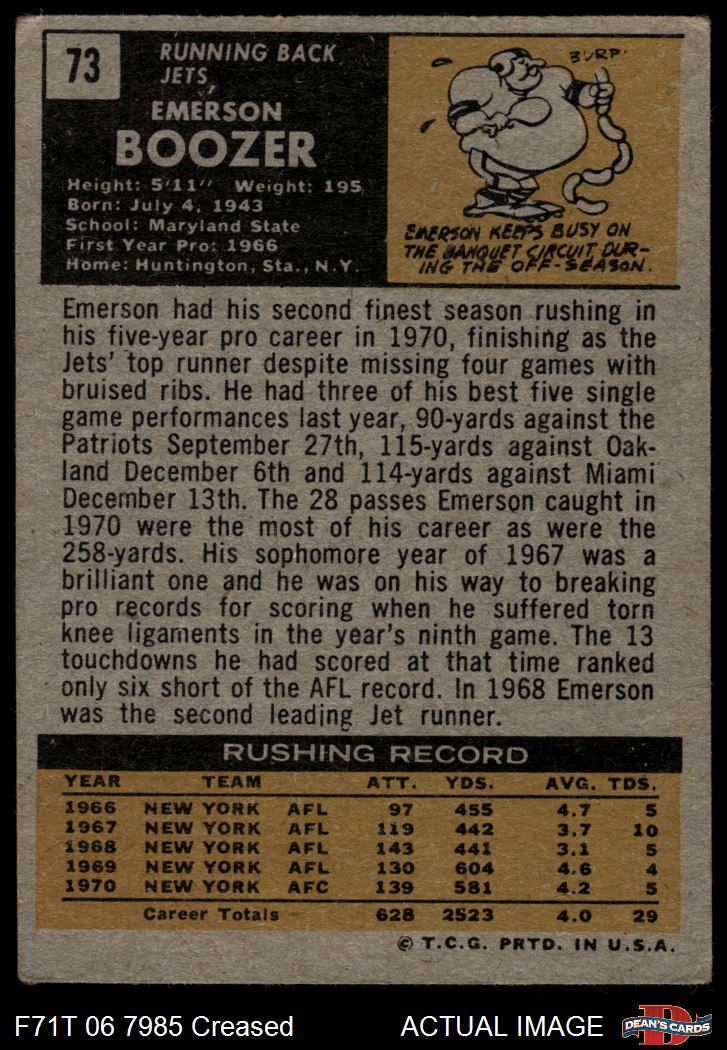 73
RUNNING BACK
JETS
EMERSON
BOOZER
Height: 5'11" Weight: 195
Born: July 4, 1943
School: Maryland State
First Year Pro: 1966
Home: Huntington, Sta., N.Y.
BURP!
EMERSON KEEPS BUSY ON
THE BANQUET CIRCUIT DUR-
ING THE OFF-SEASON.
Emerson had his second finest season rushing in
his five-year pro career in 1970, finishing as the
Jets' top runner despite missing four games with
bruised ribs. He had three of his best five single
game performances last year, 90-yards against the
Patriots September 27th, 115-yards against Oak-
land December 6th and 114-yards against Miami
December 13th. The 28 passes Emerson caught in
1970 were the most of his career as were the
258-yards. His sophomore year of 1967 was a
brilliant one and he was on his way to breaking
pro records for scoring when he suffered torn
knee ligaments in the year's ninth game. The 13
touchdowns he had scored at that time ranked
only six short of the AFL record. In 1968 Emerson
was the second leading Jet runner.
RUSHING RECORD
YEAR TEAM ATT. YDS. AVG. TDS.
1966 NEW YORK AFL 97 455 4.7 5
1967 NEW YORK AFL 119 442 3.7 10
1968 NEW YORK AFL 143 441 3.1 5
1969 NEW YORK AFL 130 604 4.6 4
1970 NEW YORK AFC 139 581 4.2 5
Career Totals 628 2523 4.0 29
© T.C.G. PRTD. IN U.S.A.
F71T 06 7985 Creased ACTUAL IMAGE
D
DEAN'S CARDS